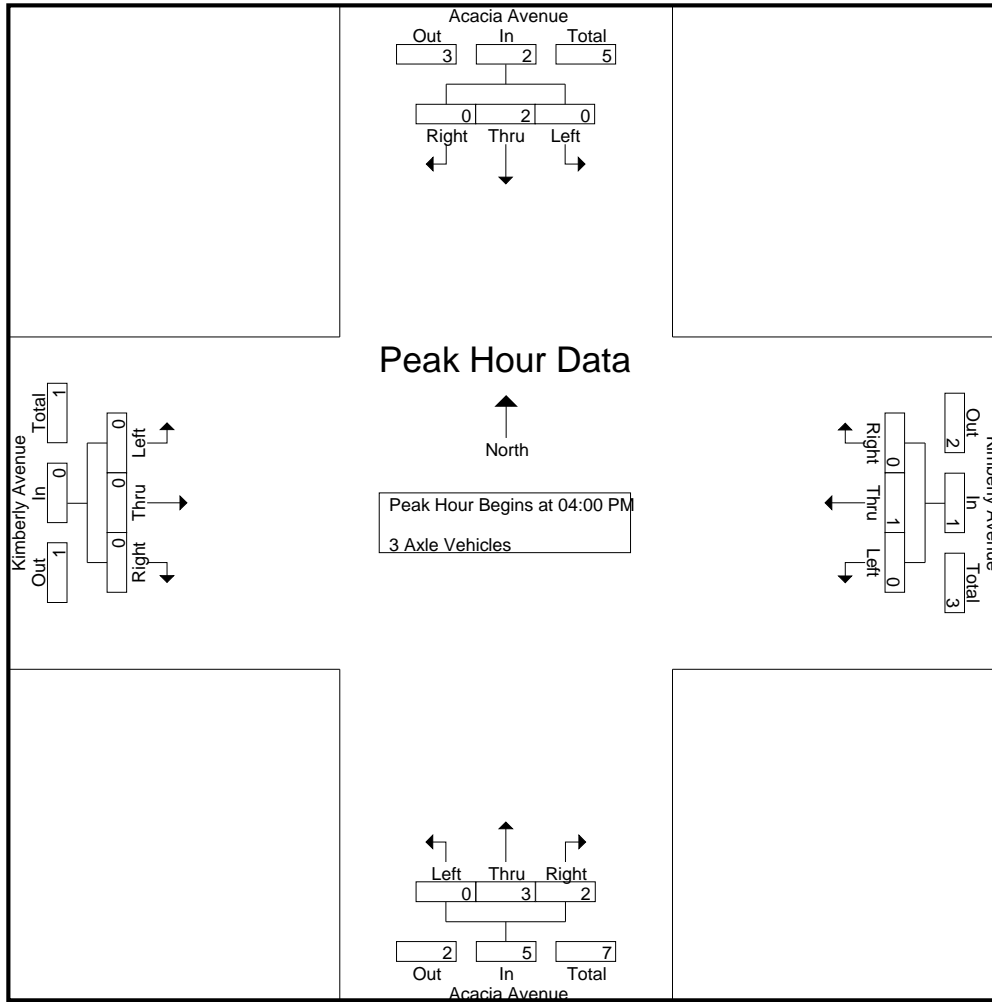 Acacia Avenue
Out In Total
3 2 5
0 2 0
Right Thru Left
Peak Hour Data
North
Peak Hour Begins at 04:00 PM
3 Axle Vehicles
Kimberly Avenue
Total In Out
1 0 1
0 0 0
Left Thru Right
Right Thru Left
0 1 0
Out In Total
2 1 3
Kimberly Avenue
Left Thru Right
0 3 2
2 5 7
Out In Total
Acacia Avenue